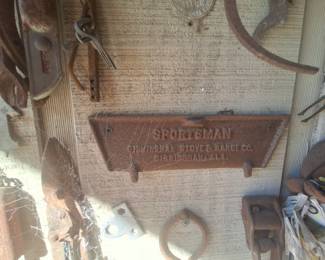 SPORTSMAN
BIRMINGHAM STOVE & RANGE CO.
BIRMINGHAM, ALA.